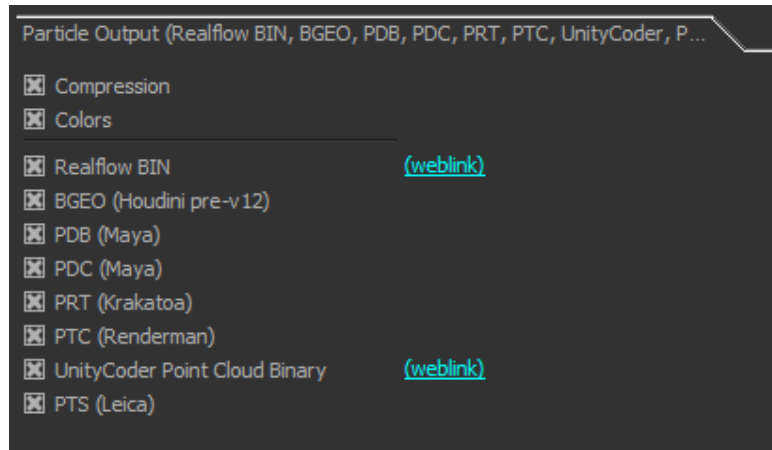 Particle Output (Realflow BIN, BGEO, PDB, PDC, PRT, PTC, UnityCoder, P...
Compression
Colors
Realflow BIN (weblink)
BGEO (Houdini pre-v12)
PDB (Maya)
PDC (Maya)
PRT (Krakatoa)
PTC (Renderman)
UnityCoder Point Cloud Binary (weblink)
PTS (Leica)